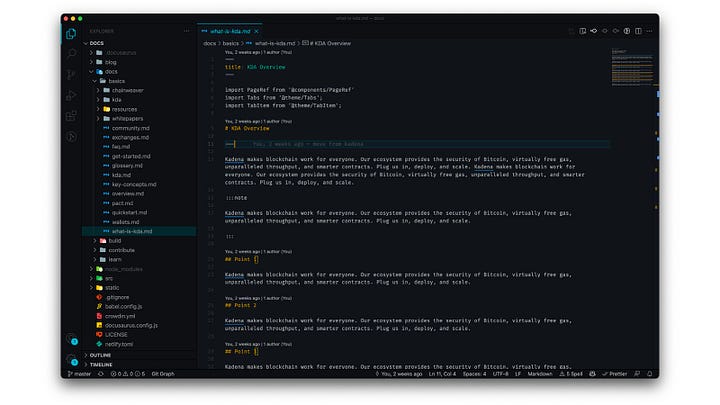 what-is-kda.md — docs
EXPLORER
DOCS
.docusaurus
blog
docs
basics
chainweaver
kda
resources
whitepapers
community.md
exchanges.md
faq.md
get-started.md
glossary.md
kda.md
key-concepts.md
overview.md
pact.md
quickstart.md
wallets.md
what-is-kda.md
build
contribute
learn
node_modules
src
static
.gitignore
babel.config.js
crowdin.yml
docusaurus.config.js
LICENSE
netlify.toml
OUTLINE
TIMELINE
what-is-kda.md
docs > basics > what-is-kda.md > # KDA Overview
You, 2 weeks ago | 1 author (You)
---
title: KDA Overview
---
import PageRef from '@components/PageRef'
import Tabs from '@theme/Tabs';
import TabItem from '@theme/TabItem';
You, 2 weeks ago | 1 author (You)
# KDA Overview
You, 2 weeks ago • move from kadena
Kadena makes blockchain work for everyone. Our ecosystem provides the security of Bitcoin, virtually free gas,
unparalleled throughput, and smarter contracts. Plug us in, deploy, and scale. Kadena makes blockchain work for
everyone. Our ecosystem provides the security of Bitcoin, virtually free gas, unparalleled throughput, and smarter
contracts. Plug us in, deploy, and scale.
:::note
Kadena makes blockchain work for everyone. Our ecosystem provides the security of Bitcoin, virtually free gas,
unparalleled throughput, and smarter contracts. Plug us in, deploy, and scale.
:::
You, 2 weeks ago | 1 author (You)
## Point 1
Kadena makes blockchain work for everyone. Our ecosystem provides the security of Bitcoin, virtually free gas,
unparalleled throughput, and smarter contracts. Plug us in, deploy, and scale.
You, 2 weeks ago | 1 author (You)
## Point 2
Kadena makes blockchain work for everyone. Our ecosystem provides the security of Bitcoin, virtually free gas,
unparalleled throughput, and smarter contracts. Plug us in, deploy, and scale.
You, 2 weeks ago | 1 author (You)
## Point
Kadena makes blockchain work for everyone. Our ecosystem provides the security of Bitcoin, virtually free gas,
master 0 0 5 Git Graph You, 2 weeks ago Ln 11, Col 4 Spaces: 4 UTF-8 LF Markdown 5 Spell Prettier